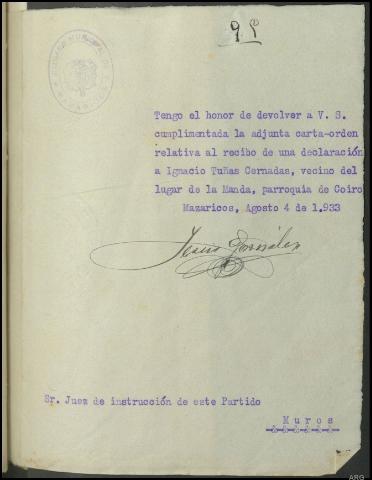 Tengo el honor de devolver a V. S.
cumplimentada la adjunta carta-orden
relativa al recibo de una declaración
a Ignacio Tuñas Cernadas, vecino del
lugar de la Manda, parroquia de Coiro
Mazaricos, Agosto 4 de 1.933
Jesus González
Sr. Juez de instrucción de este Partido
Muros
ARG